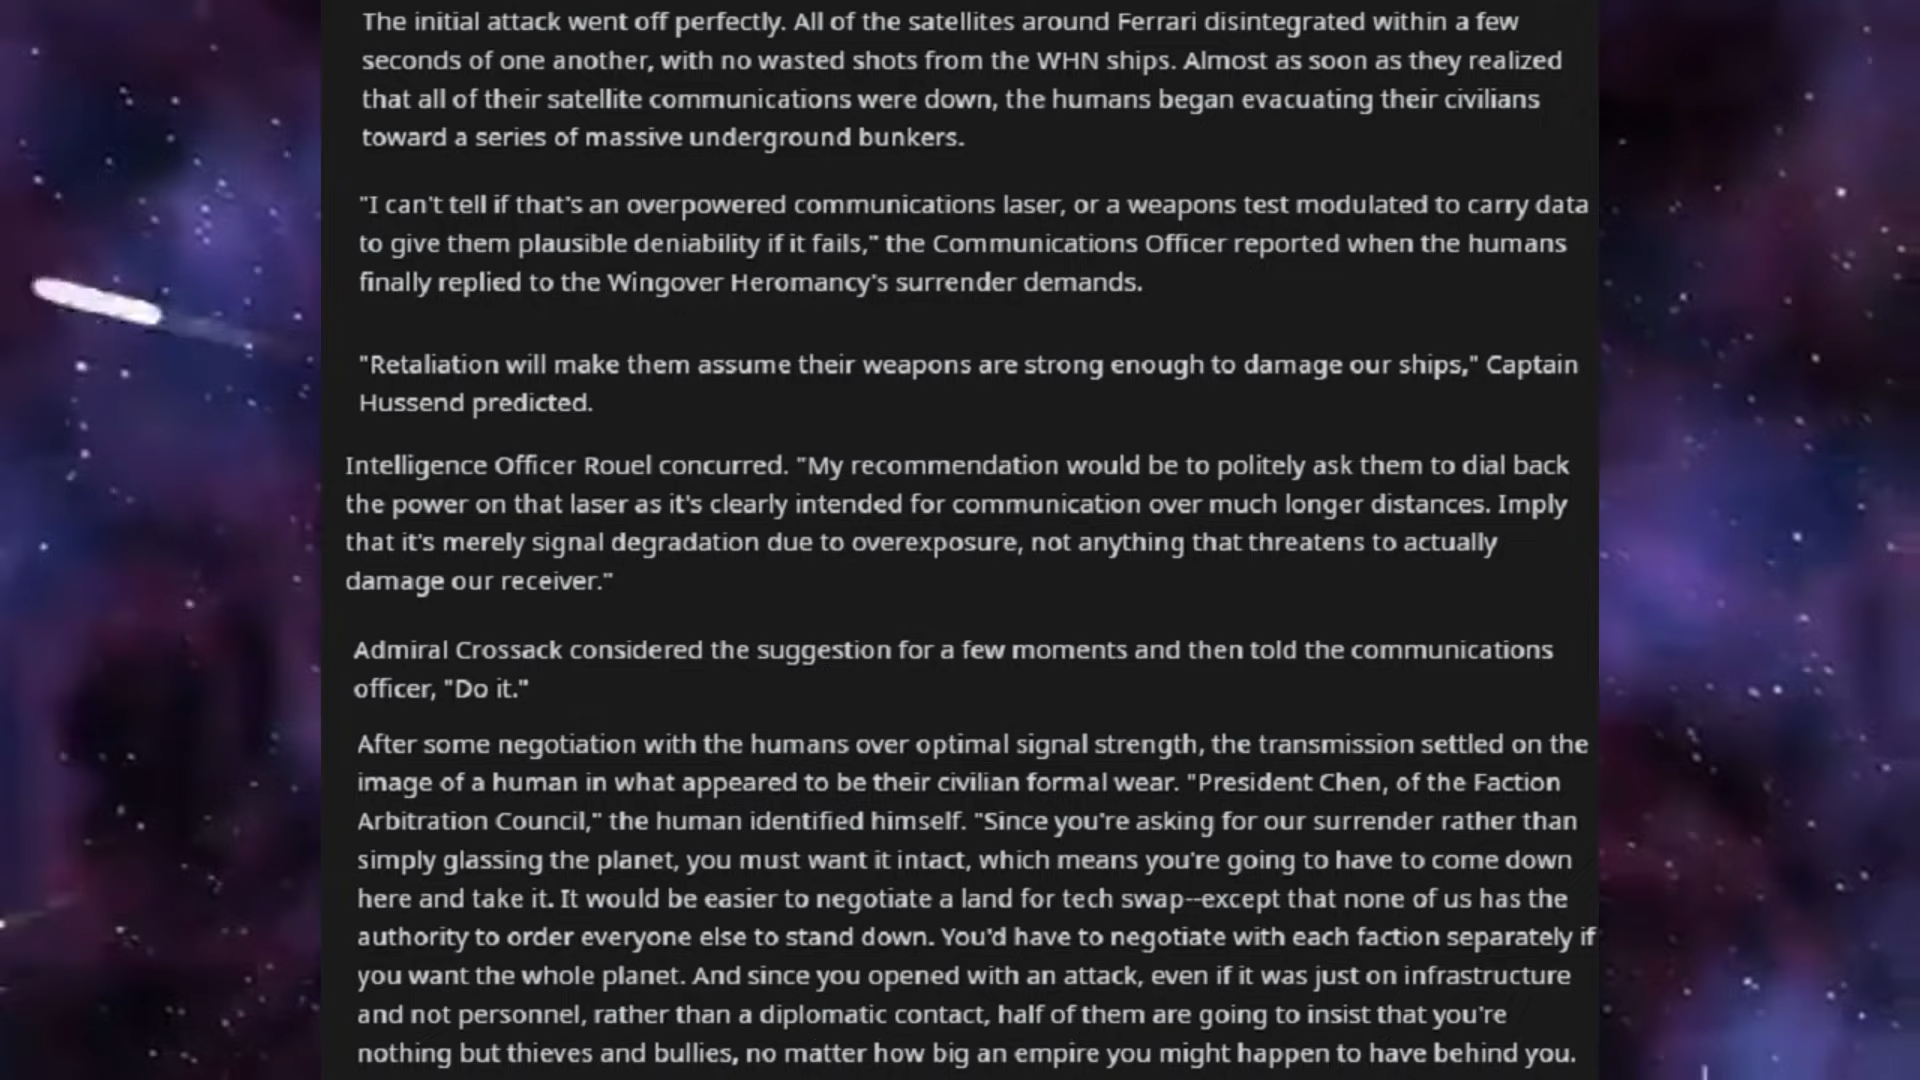 The initial attack went off perfectly. All of the satellites around Ferrari disintegrated within a few
seconds of one another, with no wasted shots from the WHN ships. Almost as soon as they realized
that all of their satellite communications were down, the humans began evacuating their civilians
toward a series of massive underground bunkers.
"I can't tell if that's an overpowered communications laser, or a weapons test modulated to carry data
to give them plausible deniability if it fails," the Communications Officer reported when the humans
finally replied to the Wingover Heromancy's surrender demands.
"Retaliation will make them assume their weapons are strong enough to damage our ships," Captain
Hussend predicted.
Intelligence Officer Rouel concurred. "My recommendation would be to politely ask them to dial back
the power on that laser as it's clearly intended for communication over much longer distances. Imply
that it's merely signal degradation due to overexposure, not anything that threatens to actually
damage our receiver."
Admiral Crossack considered the suggestion for a few moments and then told the communications
officer, "Do it."
After some negotiation with the humans over optimal signal strength, the transmission settled on the
image of a human in what appeared to be their civilian formal wear. "President Chen, of the Faction
Arbitration Council," the human identified himself. "Since you're asking for our surrender rather than
simply glassing the planet, you must want it intact, which means you're going to have to come down
here and take it. It would be easier to negotiate a land for tech swap--except that none of us has the
authority to order everyone else to stand down. You'd have to negotiate with each faction separately if
you want the whole planet. And since you opened with an attack, even if it was just on infrastructure
and not personnel, rather than a diplomatic contact, half of them are going to insist that you're
nothing but thieves and bullies, no matter how big an empire you might happen to have behind you.